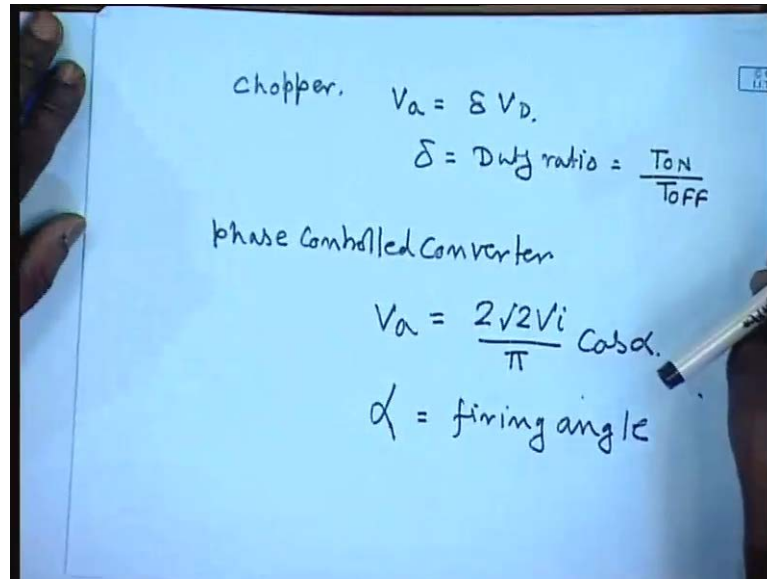 Chopper.
Va = δ VD.
δ = Duty ratio = TON / TOFF
Phase Controlled Converter
Va = 2√2Vi / π Cosα.
α = firing angle